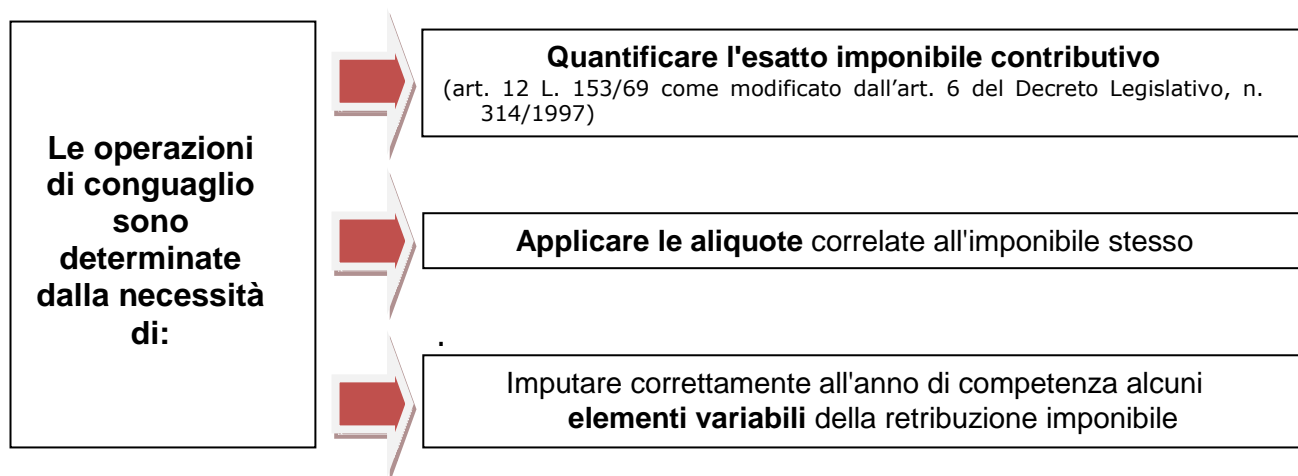 Le operazioni
di conguaglio
sono
determinate
dalla necessità
di:
Quantificare l'esatto imponibile contributivo
(art. 12 L. 153/69 come modificato dall’art. 6 del Decreto Legislativo, n.
314/1997)
Applicare le aliquote correlate all'imponibile stesso
.
Imputare correttamente all'anno di competenza alcuni
elementi variabili della retribuzione imponibile